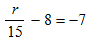 r/15 − 8 = −7